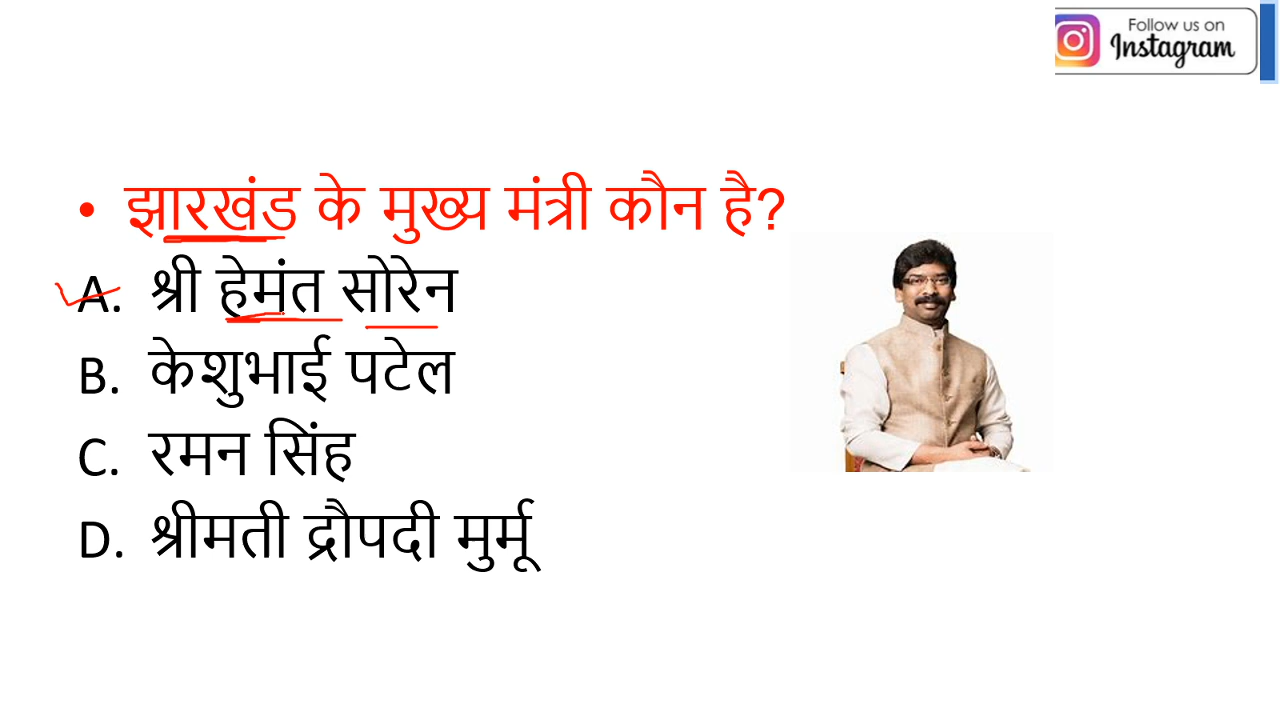 Follow us on
Instagram
• झारखंड के मुख्य मंत्री कौन है?
A. श्री हेमंत सोरेन
B. केशुभाई पटेल
C. रमन सिंह
D. श्रीमती द्रौपदी मुर्मू